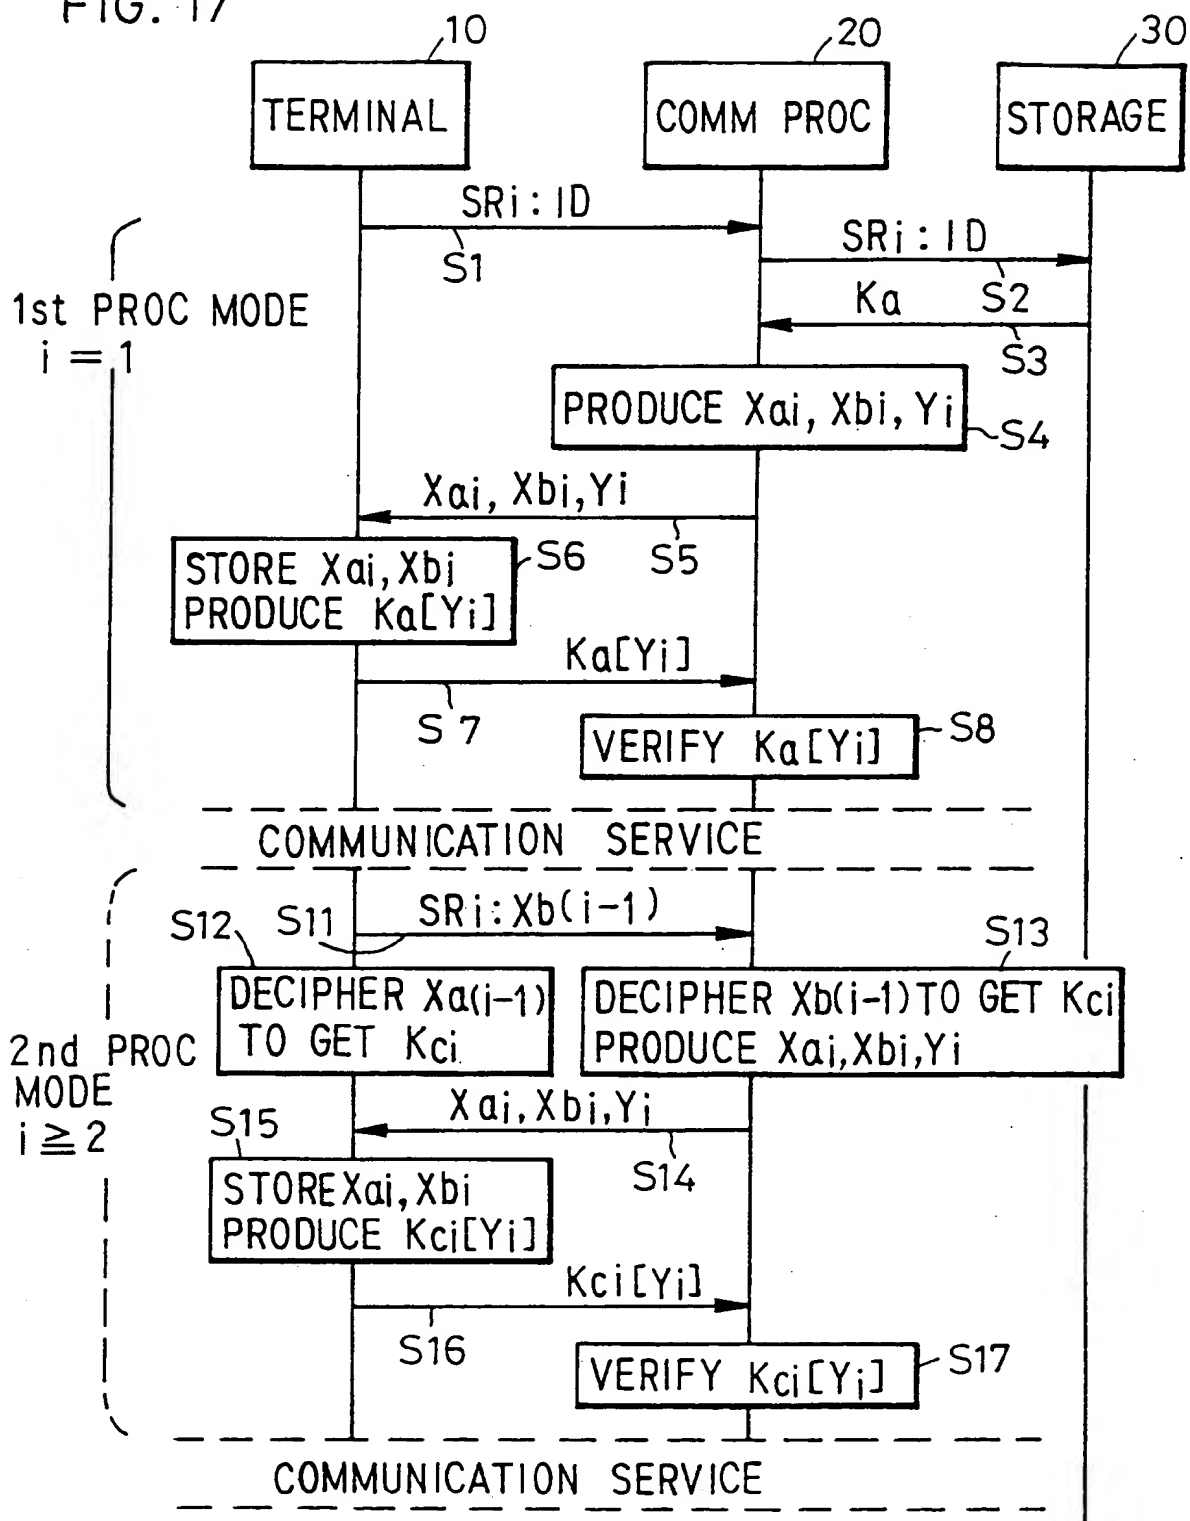 FIG. 17
10
20
30
TERMINAL
COMM PROC
STORAGE
SRi: ID
S1
SRi: ID
S2
1st PROC MODE
i = 1
Ka
S3
PRODUCE Xai, Xbi, Yi
S4
Xai, Xbi, Yi
S5
STORE Xai, Xbi
PRODUCE Ka[Yi]
S6
Ka[Yi]
S7
VERIFY Ka[Yi]
S8
COMMUNICATION SERVICE
SRi: Xb(i-1)
S11
S12
S13
DECIPHER Xa(i-1)
TO GET Kci
DECIPHER Xb(i-1) TO GET Kci
PRODUCE Xai, Xbi, Yi
2nd PROC
MODE
i ≧ 2
Xai, Xbi, Yi
S14
S15
STORE Xai, Xbi
PRODUCE Kci[Yi]
Kci[Yi]
S16
VERIFY Kci[Yi]
S17
COMMUNICATION SERVICE